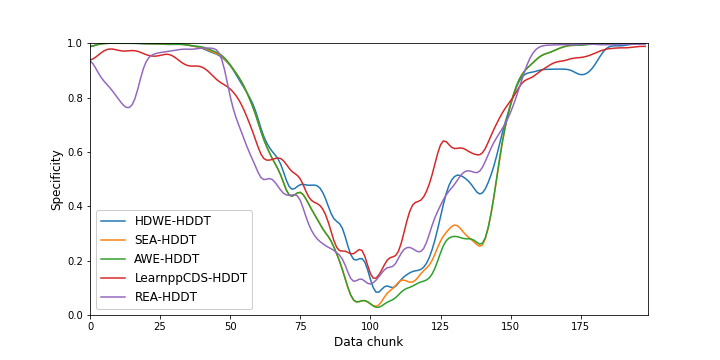 1.0
0.8
0.6
0.4
0.2
0.0
Specificity
HDWE-HDDT
SEA-HDDT
AWE-HDDT
LearnppCDS-HDDT
REA-HDDT
0 25 50 75 100 125 150 175
Data chunk